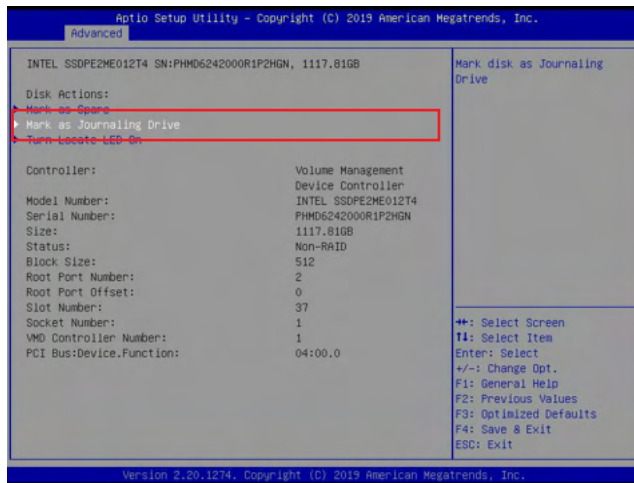 Aptio Setup Utility – Copyright (C) 2019 American Megatrends, Inc.
Advanced
INTEL SSDPE2ME012T4 SN:PHMD6242000R1P2HGN, 1117.81GB
Disk Actions:
Mark as Spare
Mark as Journaling Drive
Turn Locate LED On
Controller: Volume Management
Device Controller
Model Number: INTEL SSDPE2ME012T4
Serial Number: PHMD6242000R1P2HGN
Size: 1117.81GB
Status: Non-RAID
Block Size: 512
Root Port Number: 2
Root Port Offset: 0
Slot Number: 37
Socket Number: 1
VMD Controller Number: 1
PCI Bus:Device.Function: 04:00.0
Mark disk as Journaling
Drive
→←: Select Screen
↑↓: Select Item
Enter: Select
+/-: Change Opt.
F1: General Help
F2: Previous Values
F3: Optimized Defaults
F4: Save & Exit
ESC: Exit
Version 2.20.1274. Copyright (C) 2019 American Megatrends, Inc.